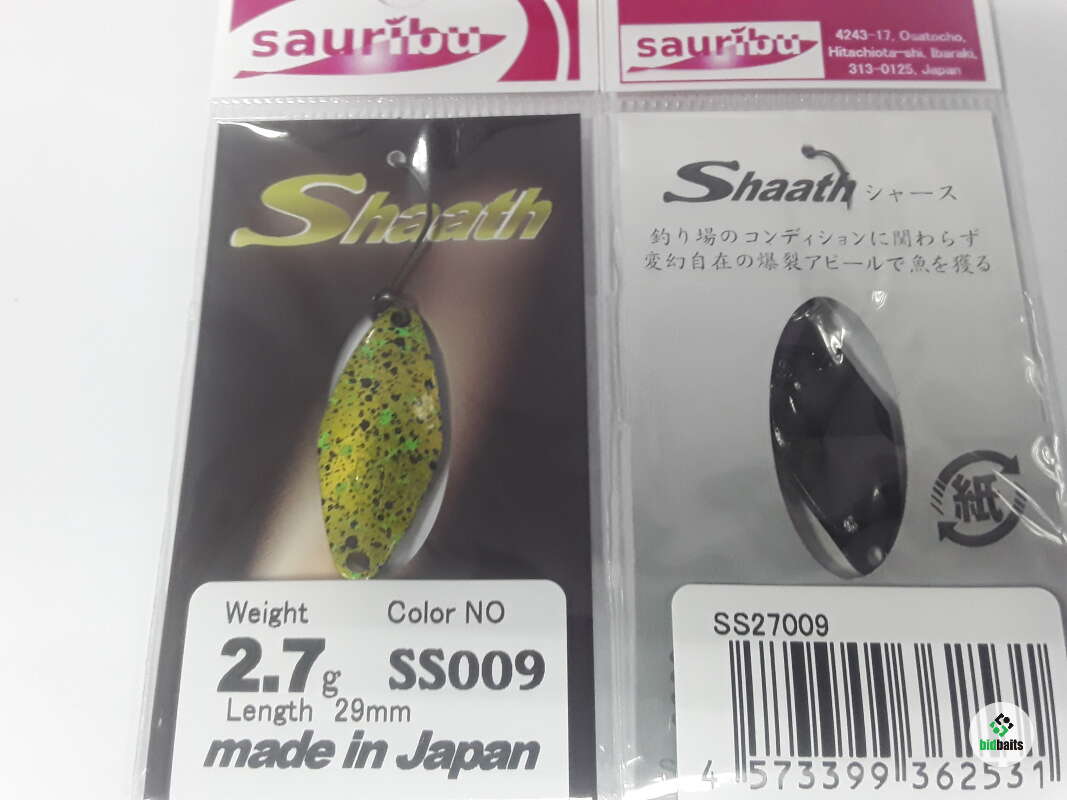 sauribu
Shaath
Weight
Color NO
2.7g
SS009
Length 29mm
made in Japan
sauribu
4243-17, Osatocho,
Hitachiota-shi, Ibaraki,
313-0125, Japan
Shaath シャース
釣り場のコンディションに関わらず
変幻自在の爆裂アピールで魚を獲る
紙
SS27009
4 573399 362531
bidbaits